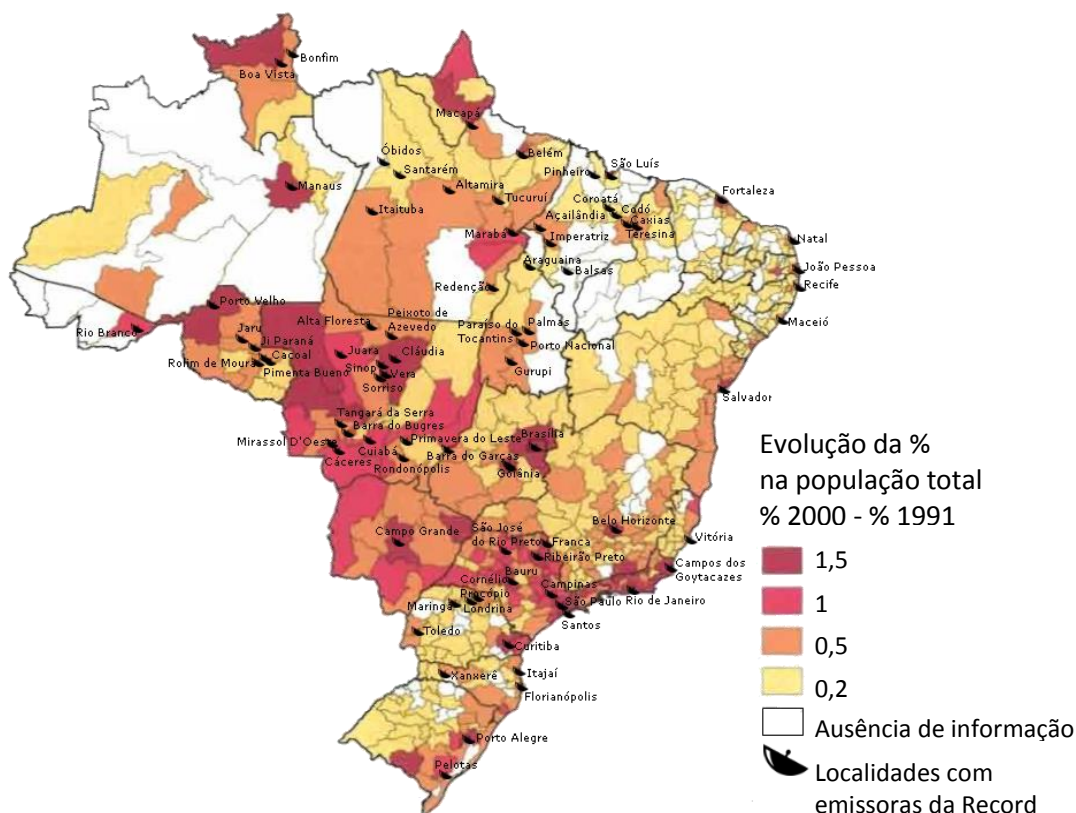 Bonfim
Boa Vista
Macapá
Óbidos
Belém
São Luís
Santarém
Pinheiro
Manaus
Altamira
Fortaleza
Tucuruí
Coroatá
Codó
Itaituba
Açailândia
Caxias
Marabá
Imperatriz
Teresina
Natal
Araguaina
Balsas
João Pessoa
Redenção
Recife
Porto Velho
Peixoto de
Azevedo
Maceió
Rio Branco
Alta Floresta
Jaru
Paraíso do
Tocantins
Palmas
Ji Paraná
Juara
Cláudia
Porto Nacional
Cacoal
Rolim de Moura
Sinop
Vera
Gurupi
Pimenta Bueno
Sorriso
Salvador
Tangará da Serra
Barra do Bugres
Mirassol D'Oeste
Primavera do Leste
Brasília
Cuiabá
Barra do Garças
Cáceres
Rondonópolis
Goiânia
Evolução da %
na população total
% 2000 - % 1991
Campo Grande
São José
do Rio Preto
Belo Horizonte
Franca
Vitória
Ribeirão Preto
1,5
Bauru
Campos dos
Goytacazes
Cornélio
Procópio
Campinas
1
Maringá
Londrina
São Paulo
Rio de Janeiro
Santos
Toledo
0,5
Curitiba
Xanxerê
Itajaí
0,2
Florianópolis
Ausência de informação
Porto Alegre
Pelotas
Localidades com
emissoras da Record